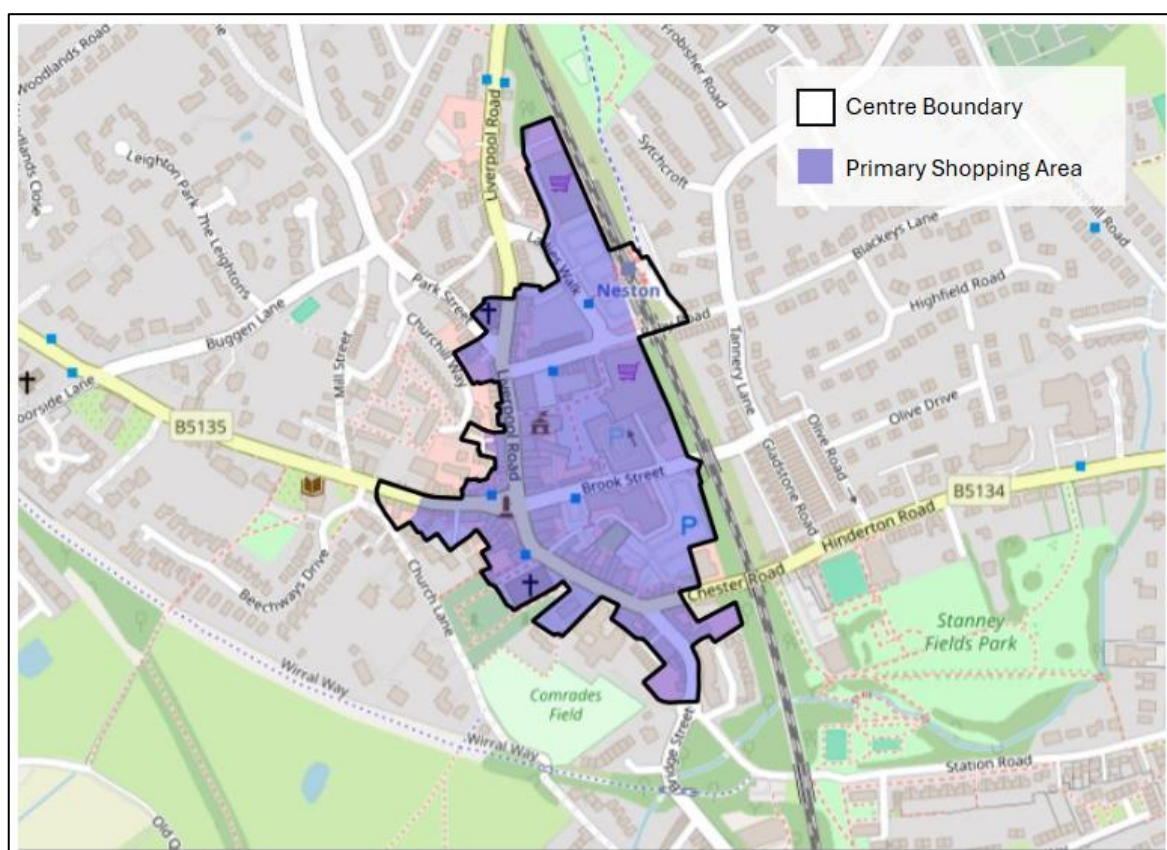 Woodlands Road
Liverpool Road
Frobisher Road
Centre Boundary
Primary Shopping Area
Sytchcroft
Leighton Park
The Leightons
Blackeys Lane
Neston
Road
Highfield Road
Park Street
Buggen Lane
Mill Street
Churchill Way
Tannery Lane
Olive Drive
Olive Road
Liverpool Road
B5135
P
Brook Street
Gladstone Road
B5134
Hinderton Road
P
Chester Road
Beechways Drive
Church Lane
Stanney
Fields Park
Wirral Way
Comrades
Field
Wirral Way
Bridge Street
Station Road